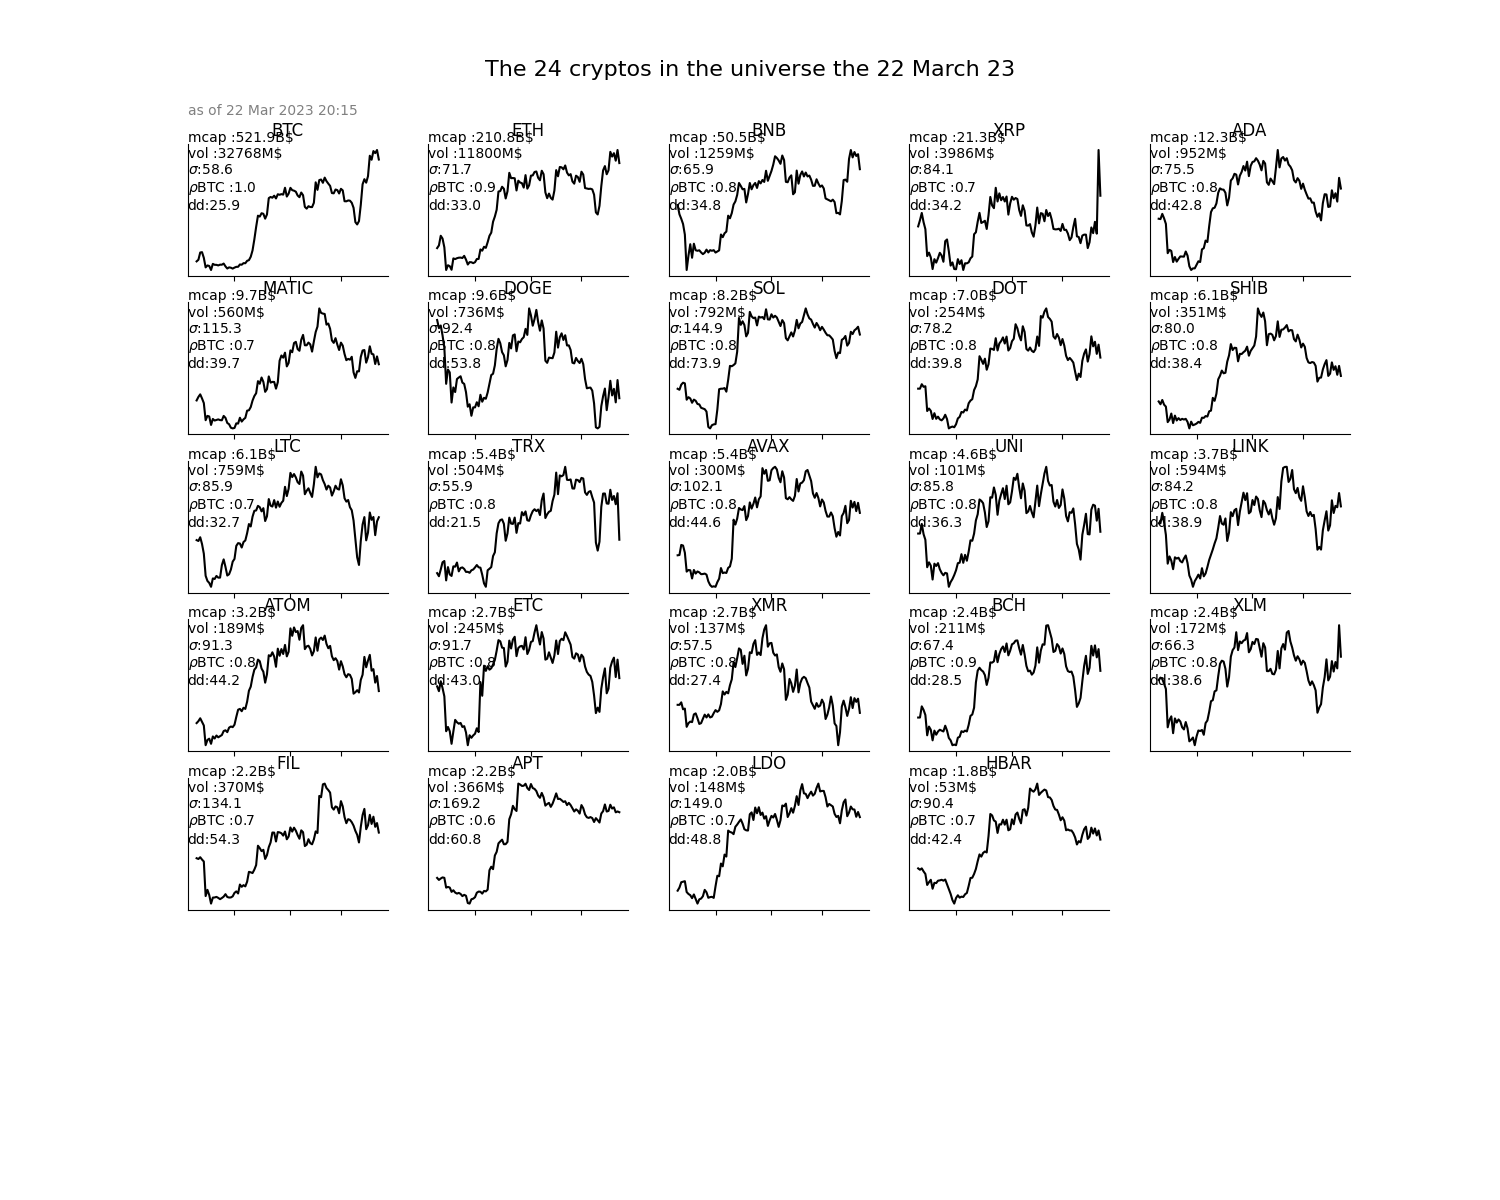 The 24 cryptos in the universe the 22 March 23
as of 22 Mar 2023 20:15
BTC
mcap :521.9B$
vol :32768M$
σ:58.6
ρBTC :1.0
dd:25.9
ETH
mcap :210.8B$
vol :11800M$
σ:71.7
ρBTC :0.9
dd:33.0
BNB
mcap :50.5B$
vol :1259M$
σ:65.9
ρBTC :0.8
dd:34.8
XRP
mcap :21.3B$
vol :3986M$
σ:84.1
ρBTC :0.7
dd:34.2
ADA
mcap :12.3B$
vol :952M$
σ:75.5
ρBTC :0.8
dd:42.8
MATIC
mcap :9.7B$
vol :560M$
σ:115.3
ρBTC :0.7
dd:39.7
DOGE
mcap :9.6B$
vol :736M$
σ:92.4
ρBTC :0.8
dd:53.8
SOL
mcap :8.2B$
vol :792M$
σ:144.9
ρBTC :0.8
dd:73.9
DOT
mcap :7.0B$
vol :254M$
σ:78.2
ρBTC :0.8
dd:39.8
SHIB
mcap :6.1B$
vol :351M$
σ:80.0
ρBTC :0.8
dd:38.4
LTC
mcap :6.1B$
vol :759M$
σ:85.9
ρBTC :0.7
dd:32.7
TRX
mcap :5.4B$
vol :504M$
σ:55.9
ρBTC :0.8
dd:21.5
AVAX
mcap :5.4B$
vol :300M$
σ:102.1
ρBTC :0.8
dd:44.6
UNI
mcap :4.6B$
vol :101M$
σ:85.8
ρBTC :0.8
dd:36.3
LINK
mcap :3.7B$
vol :594M$
σ:84.2
ρBTC :0.8
dd:38.9
ATOM
mcap :3.2B$
vol :189M$
σ:91.3
ρBTC :0.8
dd:44.2
ETC
mcap :2.7B$
vol :245M$
σ:91.7
ρBTC :0.8
dd:43.0
XMR
mcap :2.7B$
vol :137M$
σ:57.5
ρBTC :0.8
dd:27.4
BCH
mcap :2.4B$
vol :211M$
σ:67.4
ρBTC :0.9
dd:28.5
XLM
mcap :2.4B$
vol :172M$
σ:66.3
ρBTC :0.8
dd:38.6
FIL
mcap :2.2B$
vol :370M$
σ:134.1
ρBTC :0.7
dd:54.3
APT
mcap :2.2B$
vol :366M$
σ:169.2
ρBTC :0.6
dd:60.8
LDO
mcap :2.0B$
vol :148M$
σ:149.0
ρBTC :0.7
dd:48.8
HBAR
mcap :1.8B$
vol :53M$
σ:90.4
ρBTC :0.7
dd:42.4